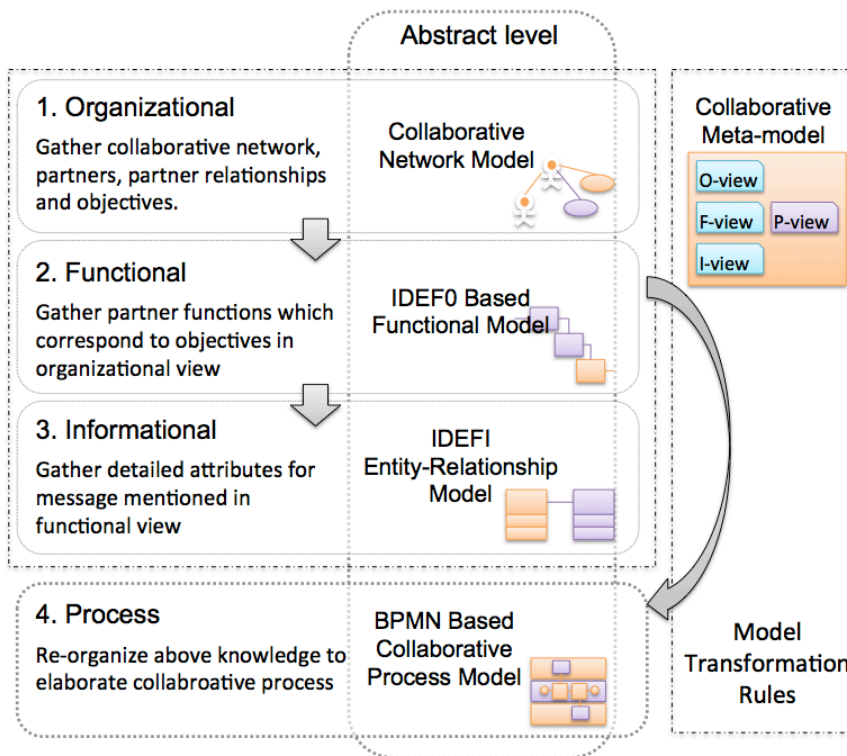 Abstract level
1. Organizational
Gather collaborative network,
partners, partner relationships
and objectives.
Collaborative
Network Model
2. Functional
Gather partner functions which
correspond to objectives in
organizational view
IDEF0 Based
Functional Model
3. Informational
Gather detailed attributes for
message mentioned in
functional view
IDEFI
Entity-Relationship
Model
4. Process
Re-organize above knowledge to
elaborate collabroative process
BPMN Based
Collaborative
Process Model
Collaborative
Meta-model
O-view
F-view
P-view
I-view
Model
Transformation
Rules